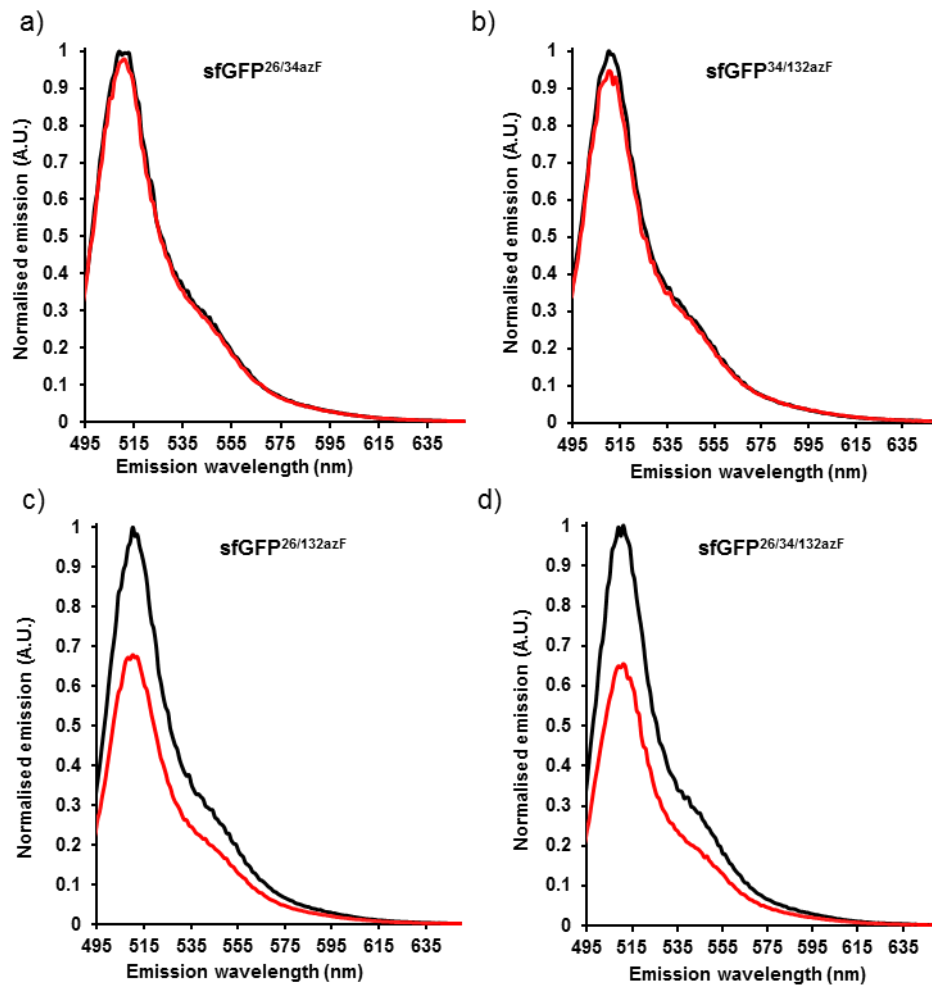 a)
sfGFP26/34azF
Normalised emission (A.U.)
1
0.9
0.8
0.7
0.6
0.5
0.4
0.3
0.2
0.1
0
495 515 535 555 575 595 615 635
Emission wavelength (nm)
b)
sfGFP34/132azF
Normalised emission (A.U.)
1
0.9
0.8
0.7
0.6
0.5
0.4
0.3
0.2
0.1
0
495 515 535 555 575 595 615 635
Emission wavelength (nm)
c)
sfGFP26/132azF
Normalised emission (A.U.)
1
0.9
0.8
0.7
0.6
0.5
0.4
0.3
0.2
0.1
0
495 515 535 555 575 595 615 635
Emission wavelength (nm)
d)
sfGFP26/34/132azF
Normalised emission (A.U.)
1
0.9
0.8
0.7
0.6
0.5
0.4
0.3
0.2
0.1
0
495 515 535 555 575 595 615 635
Emission wavelength (nm)